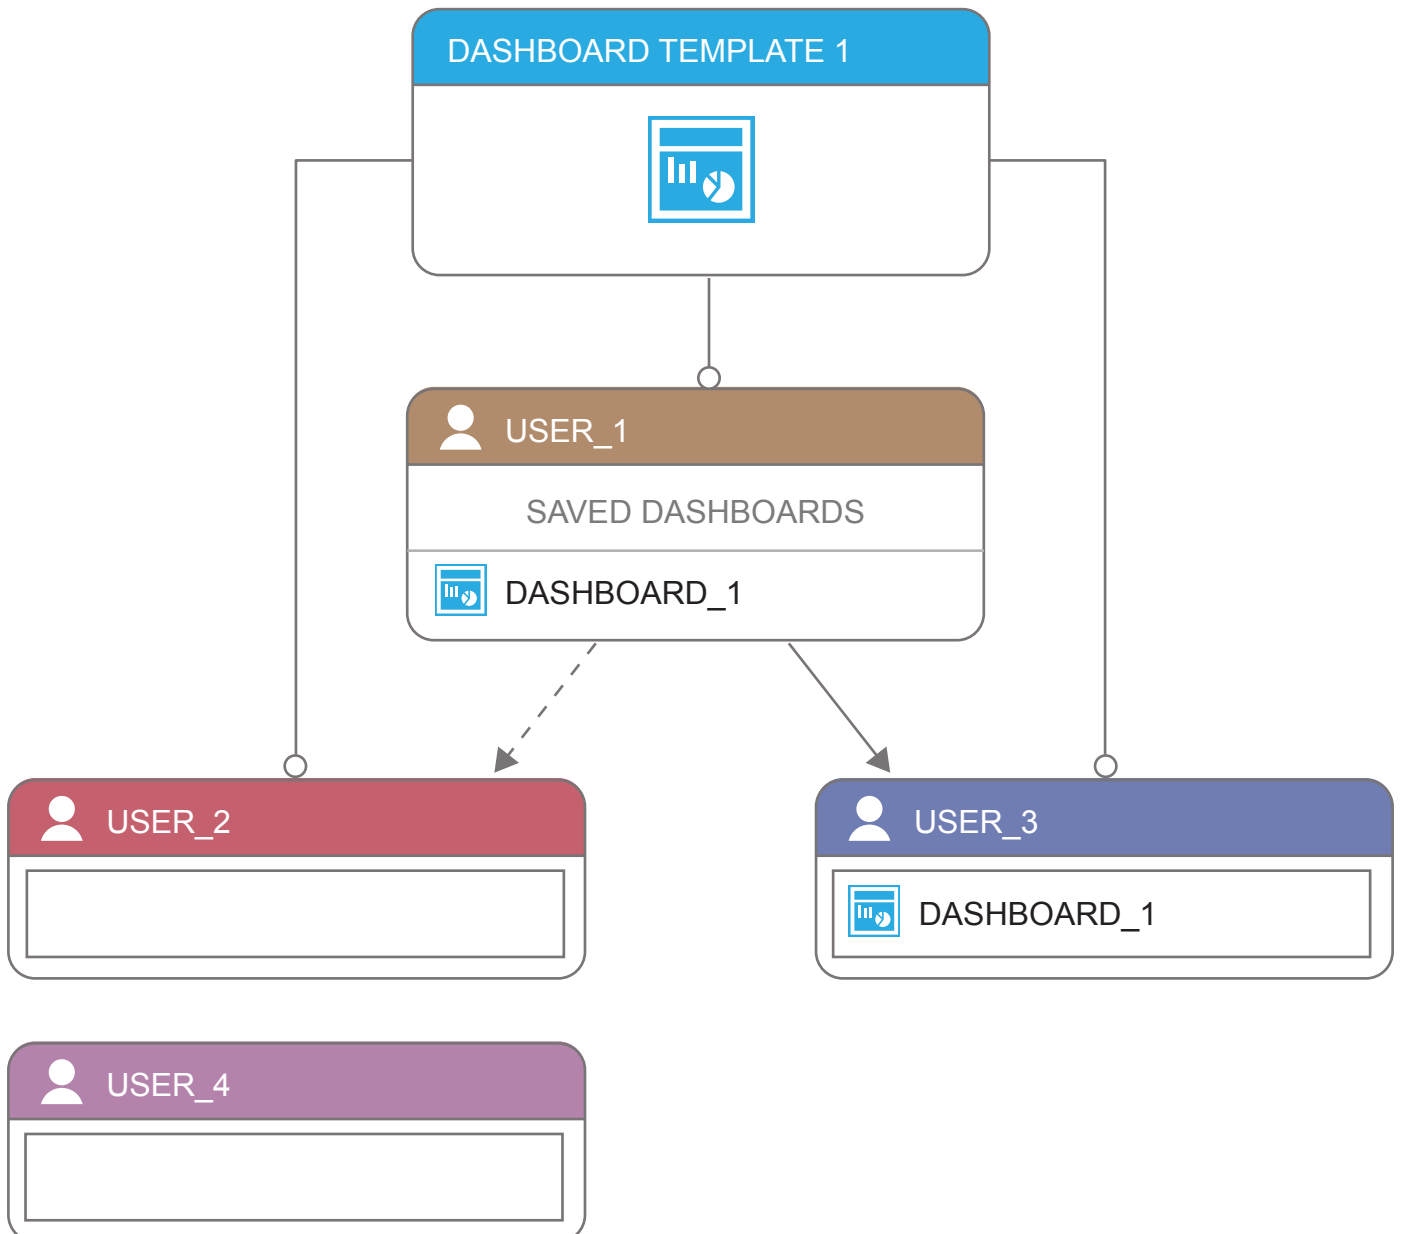 DASHBOARD TEMPLATE 1
USER_1
SAVED DASHBOARDS
DASHBOARD_1
USER_2
USER_3
DASHBOARD_1
USER_4